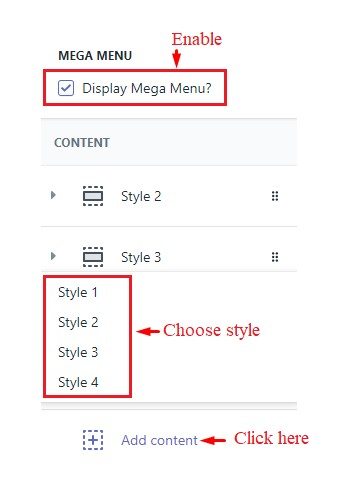 Enable
MEGA MENU
Display Mega Menu?
CONTENT
Style 2
Style 3
Style 1
Style 2
Style 3
Style 4
Choose style
Add content
Click here